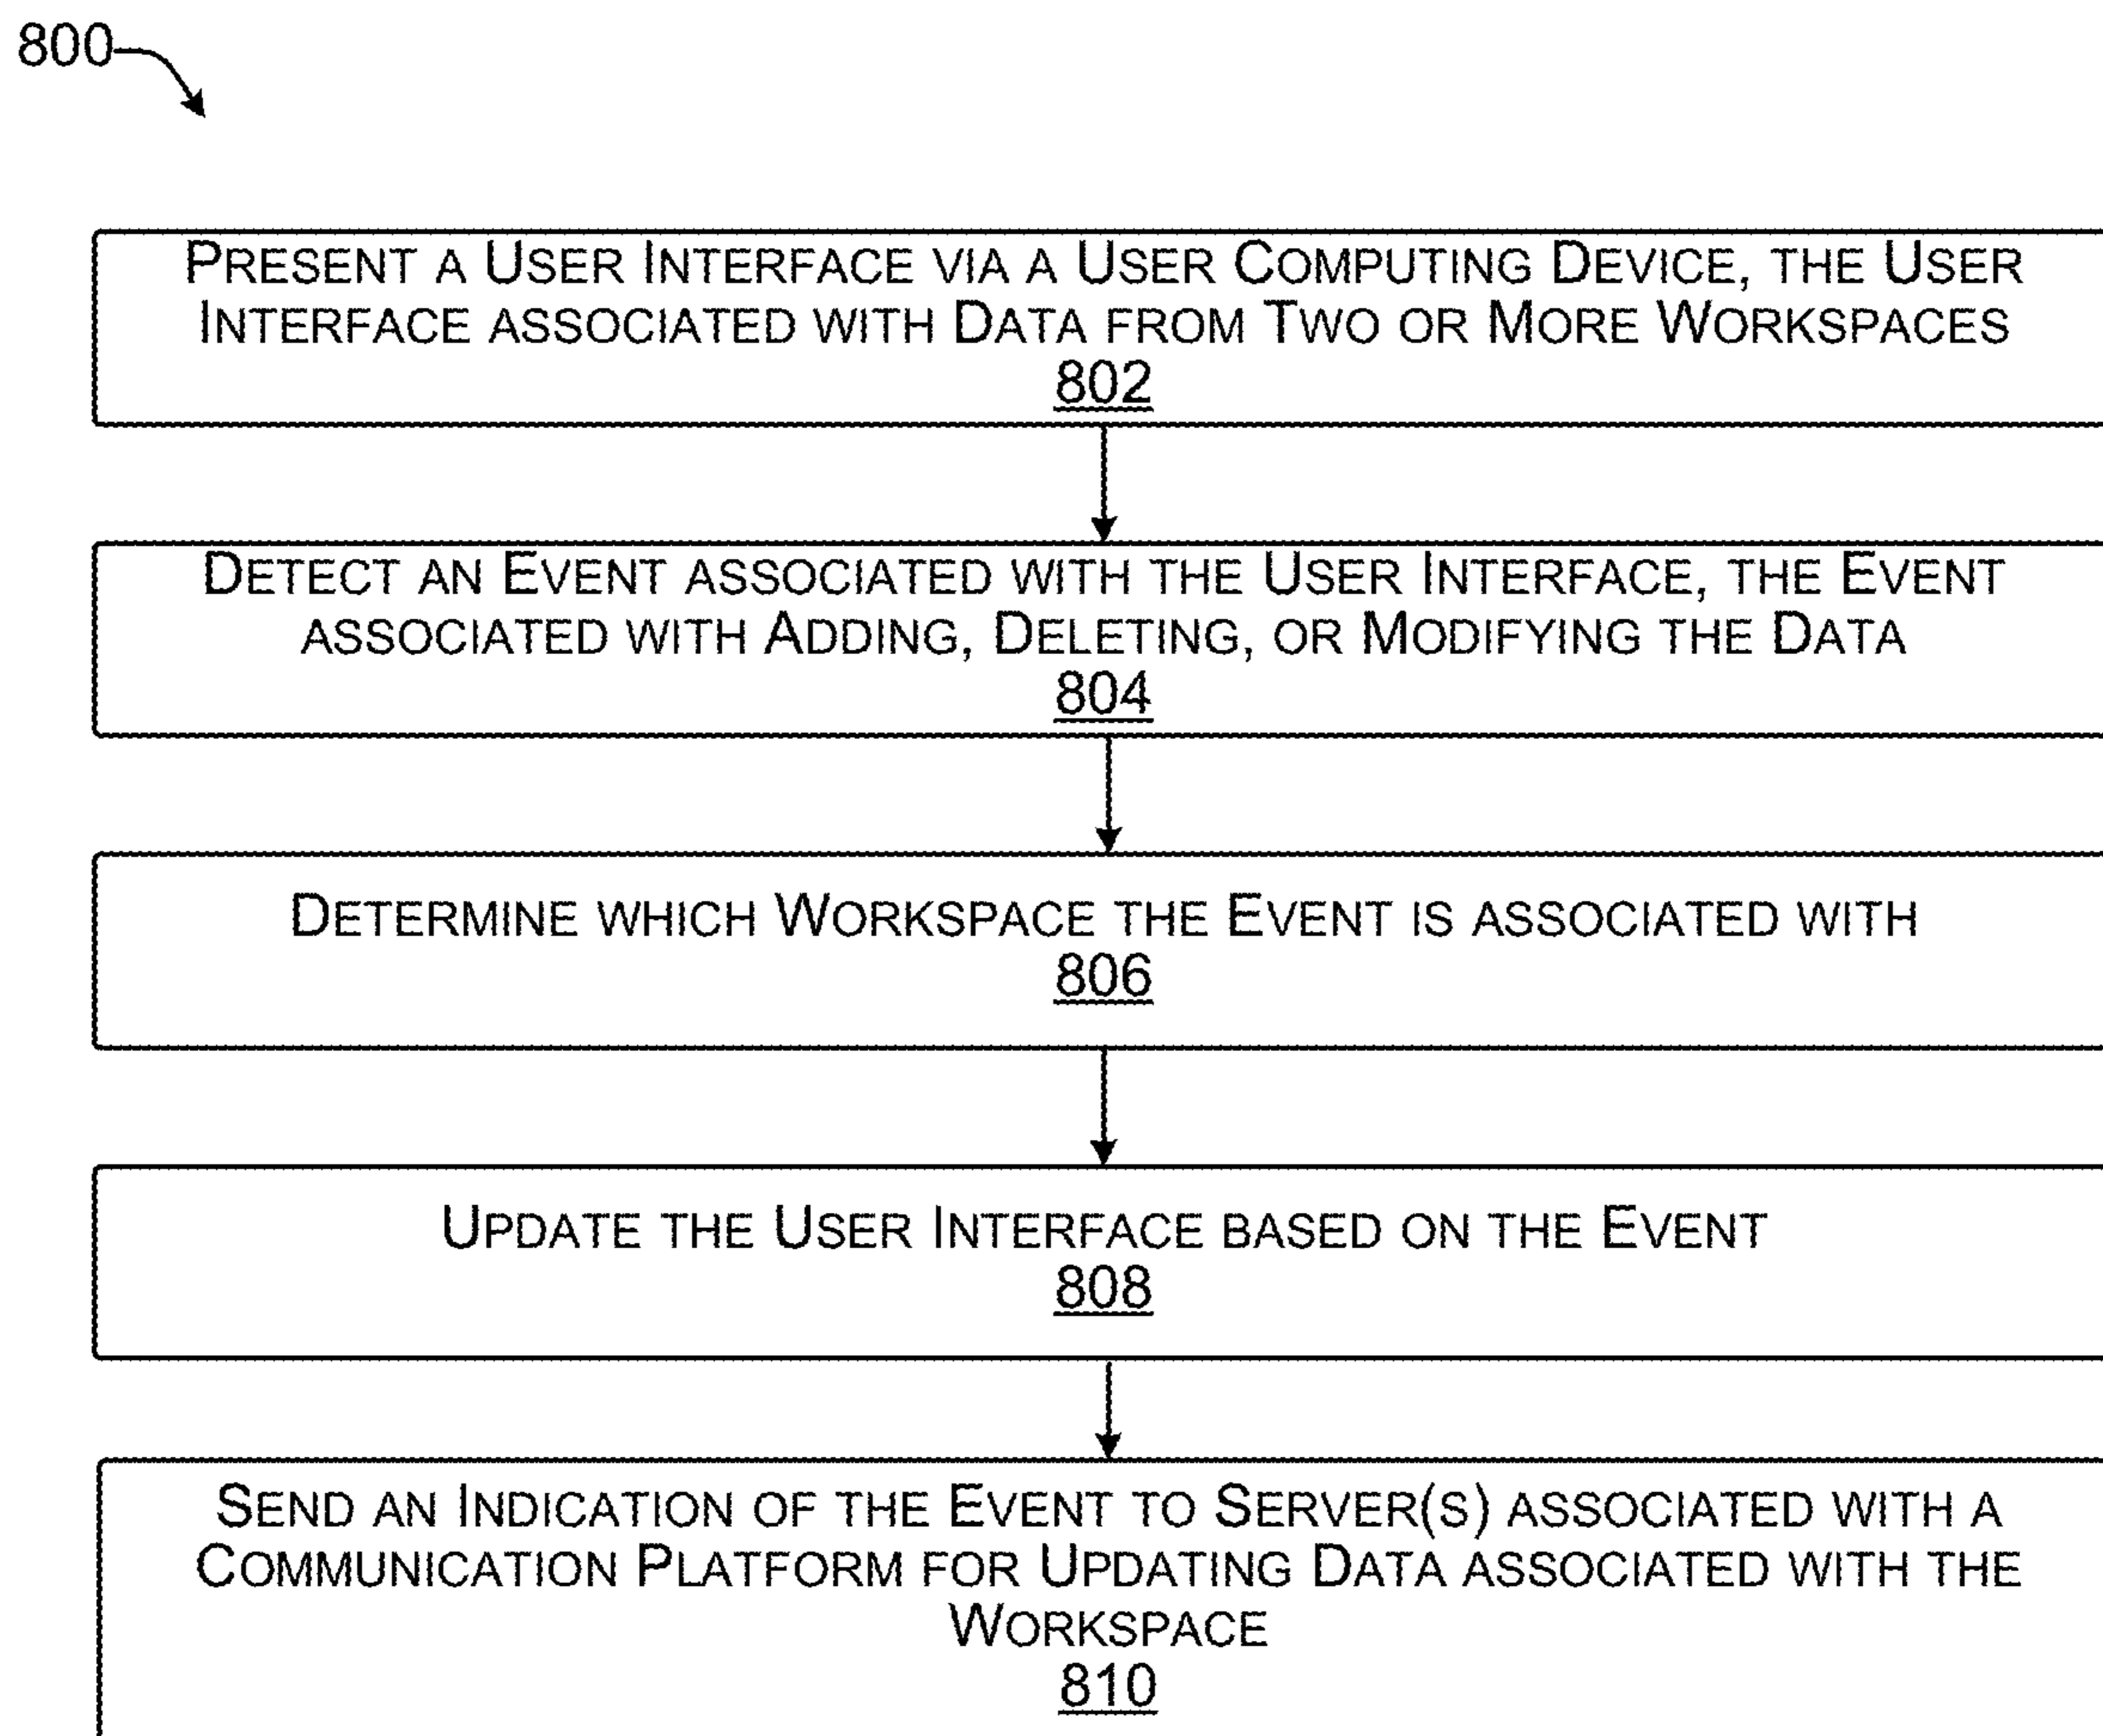 800
Present a User Interface via a User Computing Device, the User
Interface associated with Data from Two or More Workspaces
802
Detect an Event associated with the User Interface, the Event
associated with Adding, Deleting, or Modifying the Data
804
Determine which Workspace the Event is associated with
806
Update the User Interface based on the Event
808
Send an Indication of the Event to Server(s) associated with a
Communication Platform for Updating Data associated with the
Workspace
810